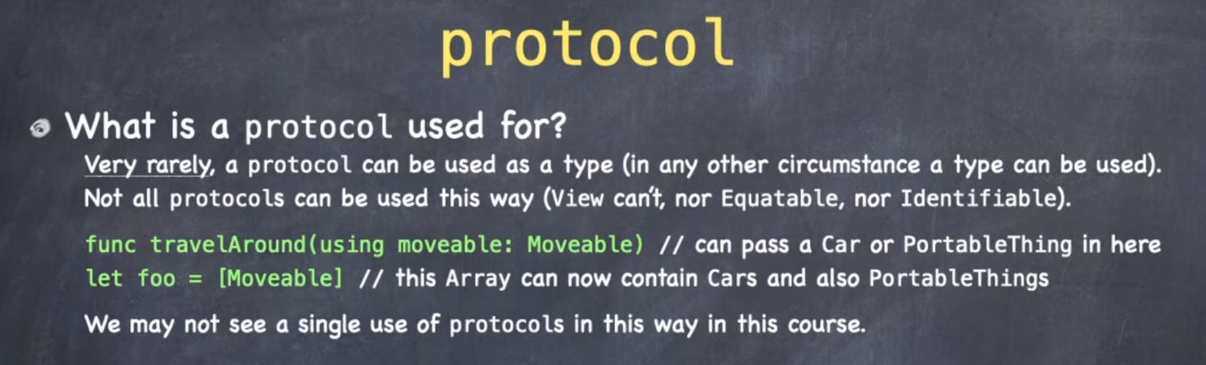 protocol
What is a protocol used for?
Very rarely, a protocol can be used as a type (in any other circumstance a type can be used).
Not all protocols can be used this way (View can't, nor Equatable, nor Identifiable).
func travelAround(using moveable: Moveable) // can pass a Car or PortableThing in here
let foo = [Moveable] // this Array can now contain Cars and also PortableThings
We may not see a single use of protocols in this way in this course.